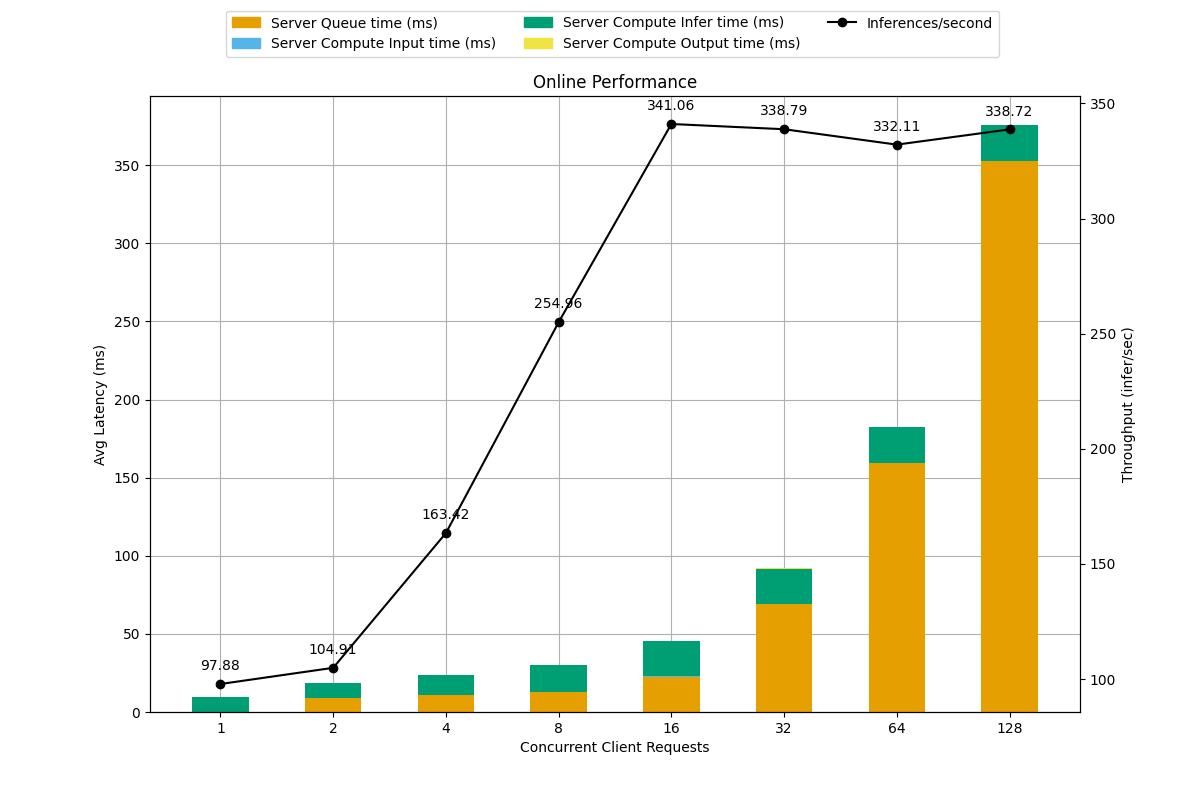 Server Queue time (ms)
Server Compute Input time (ms)
Server Compute Infer time (ms)
Server Compute Output time (ms)
Inferences/second
Online Performance
Avg Latency (ms)
350
300
250
200
150
100
50
0
97.88
104.91
163.42
254.96
341.06
338.79
332.11
338.72
350
300
250
200
150
100
Throughput (infer/sec)
1 2 4 8 16 32 64 128
Concurrent Client Requests